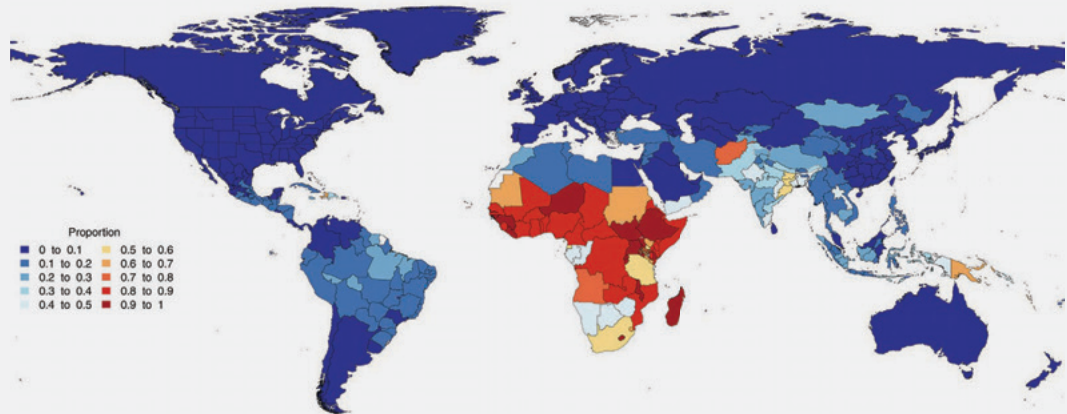 Proportion
0 to 0.1 0.5 to 0.6
0.1 to 0.2 0.6 to 0.7
0.2 to 0.3 0.7 to 0.8
0.3 to 0.4 0.8 to 0.9
0.4 to 0.5 0.9 to 1